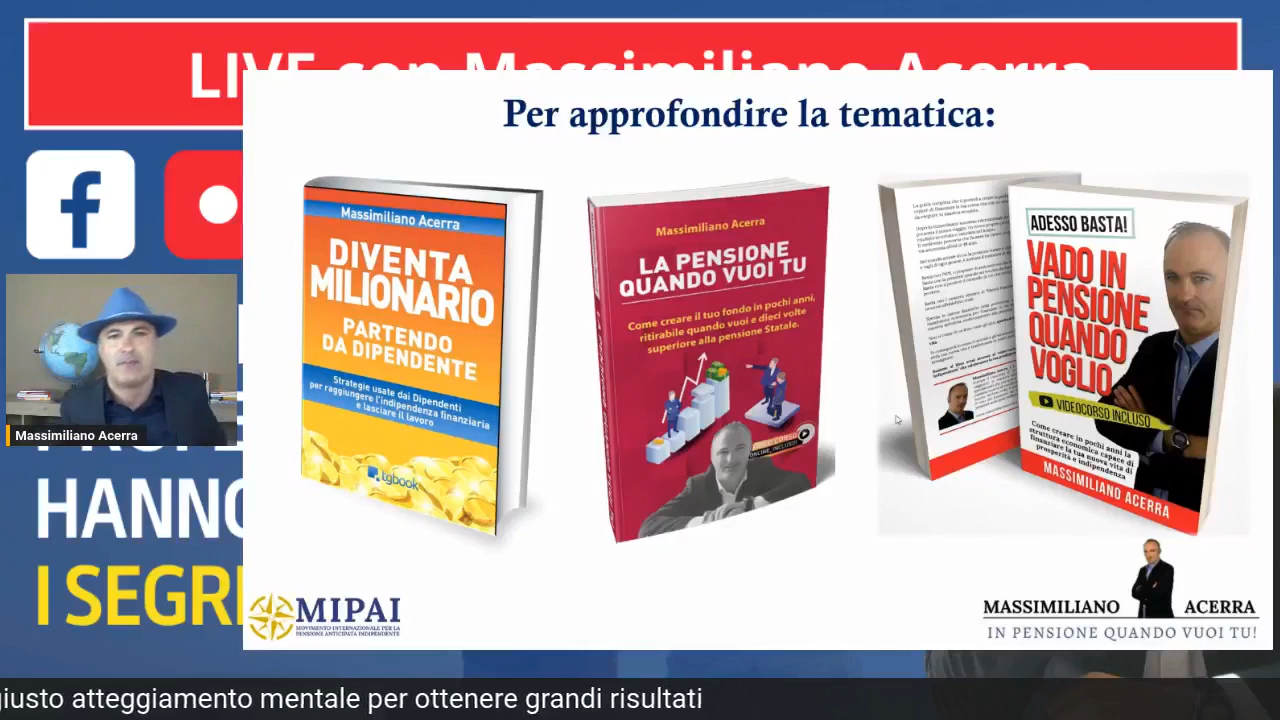 LIVE con Massimiliano Acerra
Per approfondire la tematica:
Massimiliano Acerra
DIVENTA
MILIONARIO
PARTENDO
DA DIPENDENTE
Strategie usate dai Dipendenti
per raggiungere l'indipendenza finanziaria
e lasciare il lavoro
tgbook
Massimiliano Acerra
LA PENSIONE
QUANDO VUOI TU
Come creare il tuo fondo in pochi anni,
ritirabile quando vuoi e dieci volte
superiore alla pensione Statale.
ONLINE INCLUSO!
ADESSO BASTA!
VADO IN
PENSIONE
QUANDO
VOGLIO
VIDEOCORSO INCLUSO
Come creare in pochi anni la
struttura economica capace di
finanziare la tua nuova vita di
prosperità e indipendenza
MASSIMILIANO ACERRA
Massimiliano Acerra
HANNO
I SEGRE
MIPAI
MOVIMENTO INTERNAZIONALE PER LA
PENSIONE ANTICIPATA INDIPENDENTE
MASSIMILIANO ACERRA
IN PENSIONE QUANDO VUOI TU!
giusto atteggiamento mentale per ottenere grandi risultati